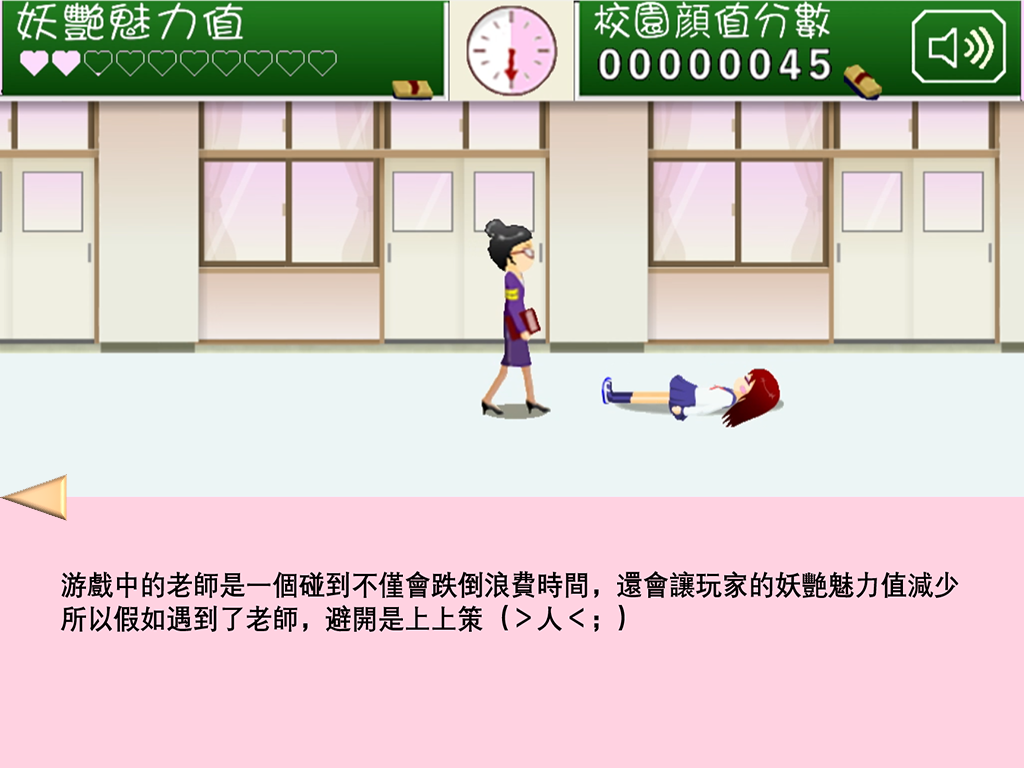 妖艷魅力值
校園顔值分數
00000045
游戲中的老師是一個碰到不僅會跌倒浪費時間，還會讓玩家的妖艷魅力值減少
所以假如遇到了老師，避開是上上策（＞人＜；）